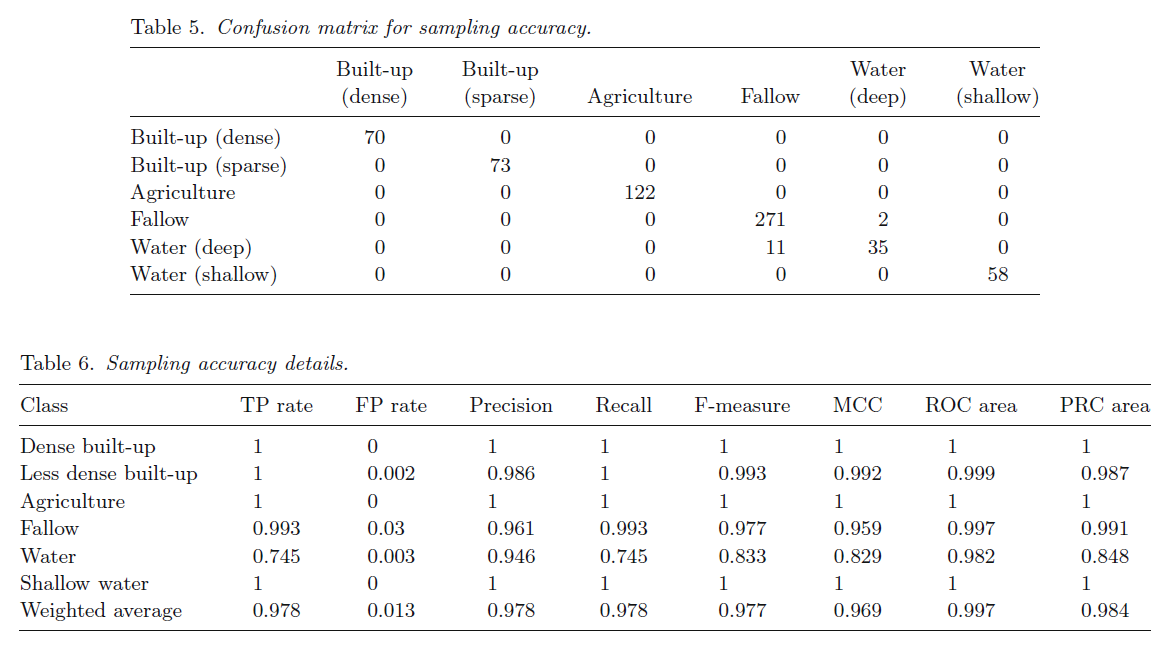 Table 5. Confusion matrix for sampling accuracy.
Built-up (dense) Built-up (sparse) Agriculture Fallow Water (deep) Water (shallow)
Built-up (dense) 70 0 0 0 0 0
Built-up (sparse) 0 73 0 0 0 0
Agriculture 0 0 122 0 0 0
Fallow 0 0 0 271 2 0
Water (deep) 0 0 0 11 35 0
Water (shallow) 0 0 0 0 0 58
Table 6. Sampling accuracy details.
Class TP rate FP rate Precision Recall F-measure MCC ROC area PRC area
Dense built-up 1 0 1 1 1 1 1 1
Less dense built-up 1 0.002 0.986 1 0.993 0.992 0.999 0.987
Agriculture 1 0 1 1 1 1 1 1
Fallow 0.993 0.03 0.961 0.993 0.977 0.959 0.997 0.991
Water 0.745 0.003 0.946 0.745 0.833 0.829 0.982 0.848
Shallow water 1 0 1 1 1 1 1 1
Weighted average 0.978 0.013 0.978 0.978 0.977 0.969 0.997 0.984